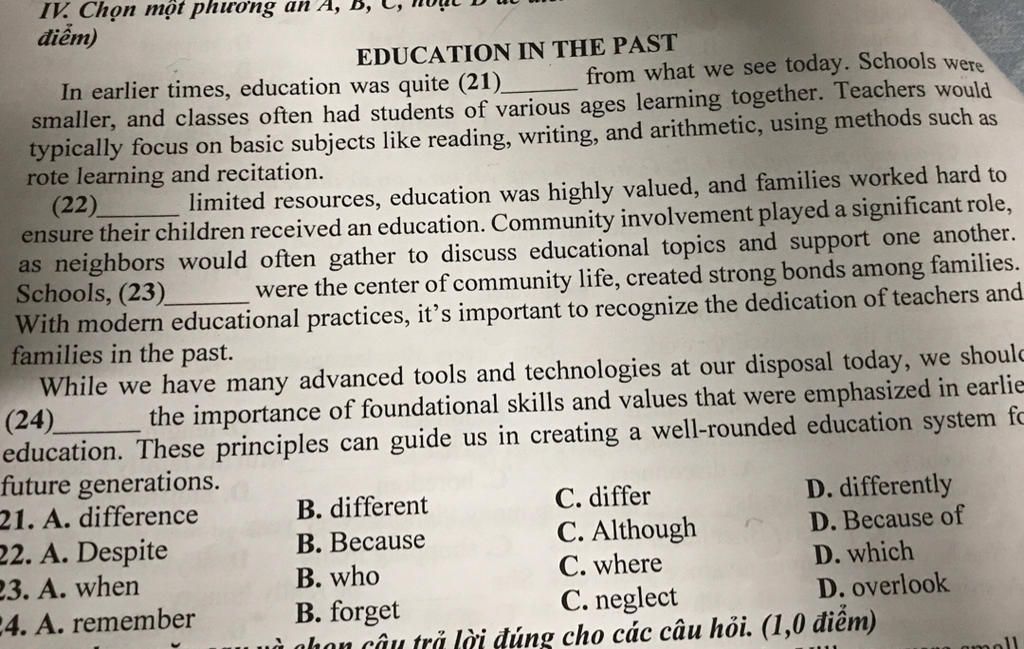 IV. Chọn một phương án A, B, C, hoặc D
điểm)
EDUCATION IN THE PAST
In earlier times, education was quite (21)______ from what we see today. Schools were
smaller, and classes often had students of various ages learning together. Teachers would
typically focus on basic subjects like reading, writing, and arithmetic, using methods such as
rote learning and recitation.
(22)______ limited resources, education was highly valued, and families worked hard to
ensure their children received an education. Community involvement played a significant role,
as neighbors would often gather to discuss educational topics and support one another.
Schools, (23)______ were the center of community life, created strong bonds among families.
With modern educational practices, it's important to recognize the dedication of teachers and
families in the past.
While we have many advanced tools and technologies at our disposal today, we should
(24)______ the importance of foundational skills and values that were emphasized in earlie
education. These principles can guide us in creating a well-rounded education system fo
future generations.
21. A. difference B. different C. differ D. differently
22. A. Despite B. Because C. Although D. Because of
23. A. when B. who C. where D. which
24. A. remember B. forget C. neglect D. overlook
và chọn câu trả lời đúng cho các câu hỏi. (1,0 điểm)